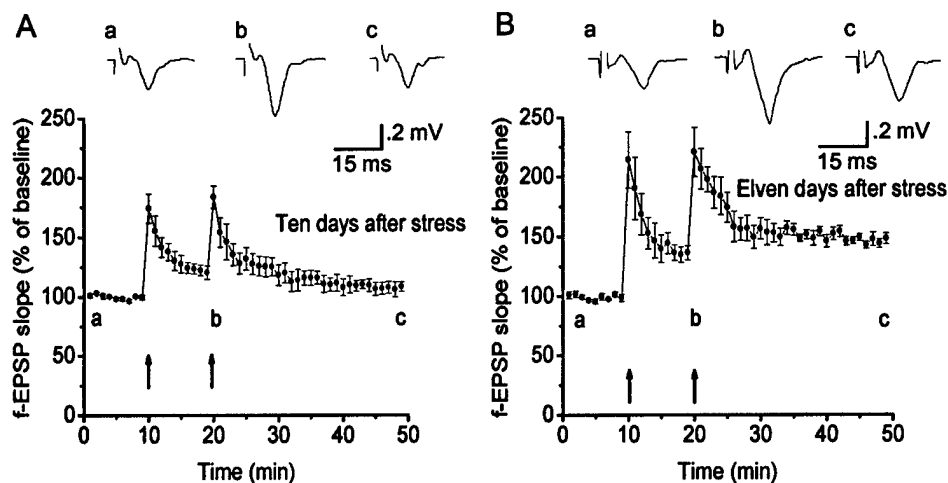 A
a
b
c
.2 mV
15 ms
f-EPSP slope (% of baseline)
250
200
150
100
50
0
Ten days after stress
a
b
c
0
10
20
30
40
50
Time (min)
B
a
b
c
.2 mV
15 ms
f-EPSP slope (% of baseline)
250
200
150
100
50
0
Elven days after stress
a
b
c
0
10
20
30
40
50
Time (min)